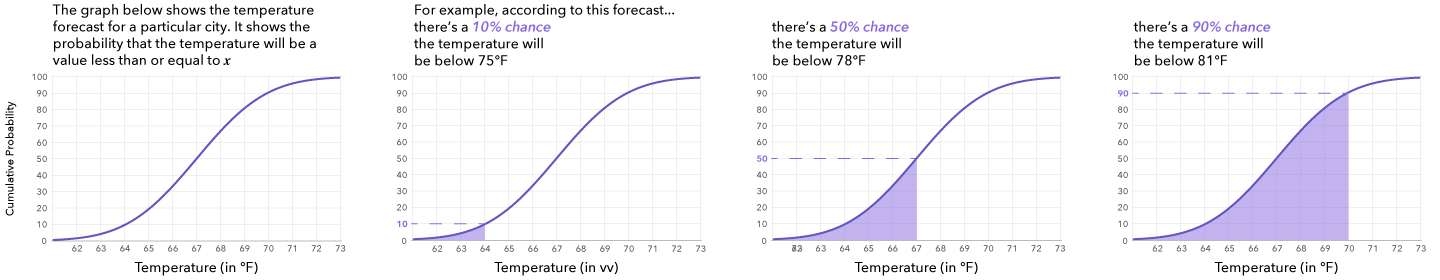 The graph below shows the temperature
forecast for a particular city. It shows the
probability that the temperature will be a
value less than or equal to x
Cumulative Probability
100
90
80
70
60
50
40
30
20
10
0
62 63 64 65 66 67 68 69 70 71 72 73
Temperature (in °F)
For example, according to this forecast...
there's a 10% chance
the temperature will
be below 75°F
100
90
80
70
60
50
40
30
20
10
0
62 63 64 65 66 67 68 69 70 71 72 73
Temperature (in vv)
there's a 50% chance
the temperature will
be below 78°F
100
90
80
70
60
50
40
30
20
10
0
63 64 65 66 67 68 69 70 71 72 73
Temperature (in °F)
there's a 90% chance
the temperature will
be below 81°F
100
90
80
70
60
50
40
30
20
10
0
62 63 64 65 66 67 68 69 70 71 72 73
Temperature (in °F)